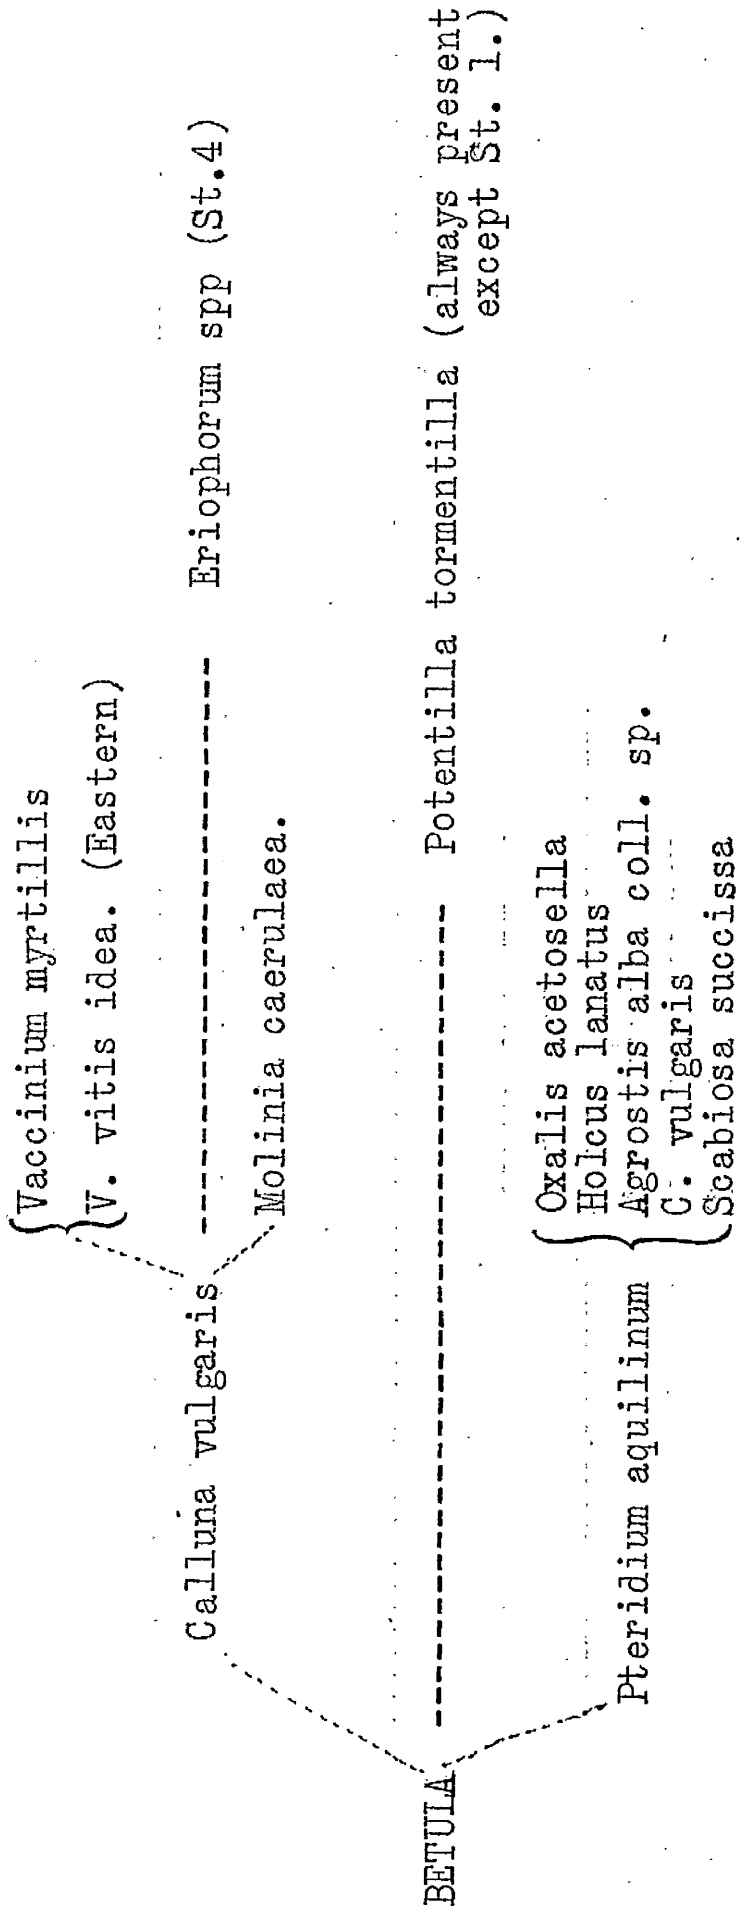 Vaccinium myrtillis
V. vitis idea. (Eastern)
Calluna vulgaris ---------- Eriophorum spp (St.4)
Molinia caerulaea.
BETULA ---------- Potentilla tormentilla (always present
except St. 1.)
Oxalis acetosella
Holcus lanatus
Pteridium aquilinum
Agrostis alba coll. sp.
C. vulgaris
Scabiosa succissa